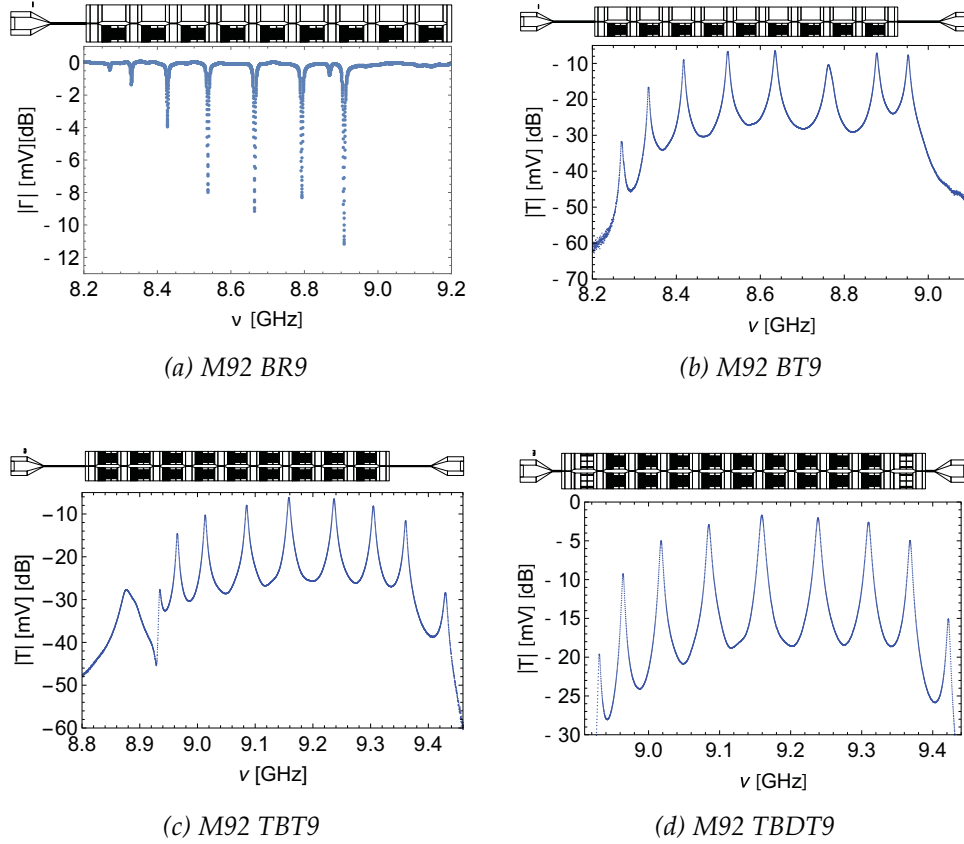 0
- 2
- 4
- 6
- 8
- 10
- 12
|Γ| [mV][dB]
8.2 8.4 8.6 8.8 9.0 9.2
ν [GHz]
(a) M92 BR9
- 10
- 20
- 30
- 40
- 50
- 60
- 70
|T| [mV] [dB]
8.2 8.4 8.6 8.8 9.0
ν [GHz]
(b) M92 BT9
−10
−20
−30
−40
−50
−60
|T| [mV] [dB]
8.8 8.9 9.0 9.1 9.2 9.3 9.4
ν [GHz]
(c) M92 TBT9
0
- 5
- 10
- 15
- 20
- 25
- 30
|T| [mV] [dB]
9.0 9.1 9.2 9.3 9.4
ν [GHz]
(d) M92 TBDT9